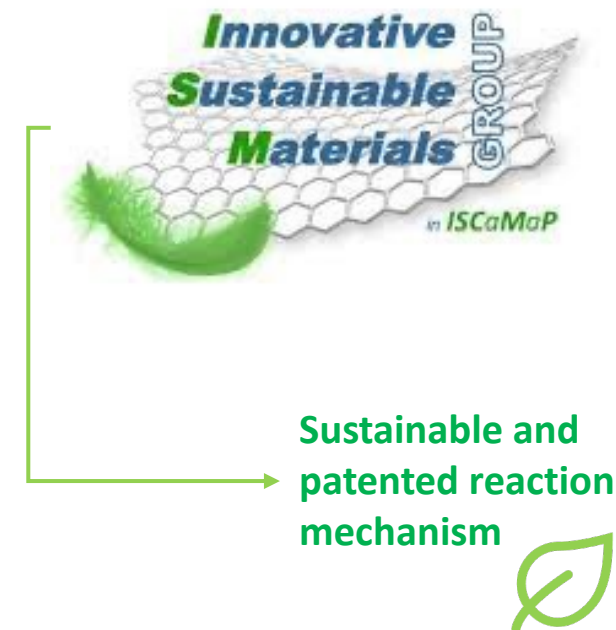 Innovative
Sustainable
Materials
GROUP
in ISCaMaP
Sustainable and
patented reaction
mechanism